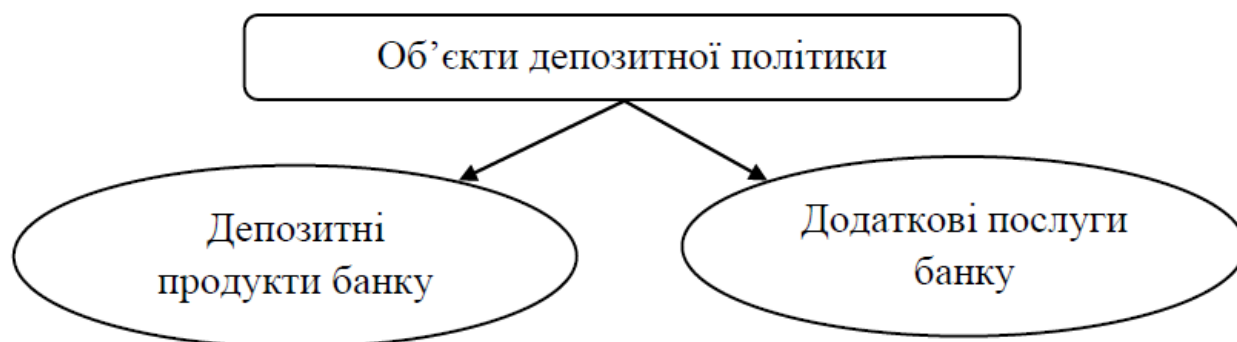 Об’єкти депозитної політики
Депозитні
продукти банку
Додаткові послуги
банку